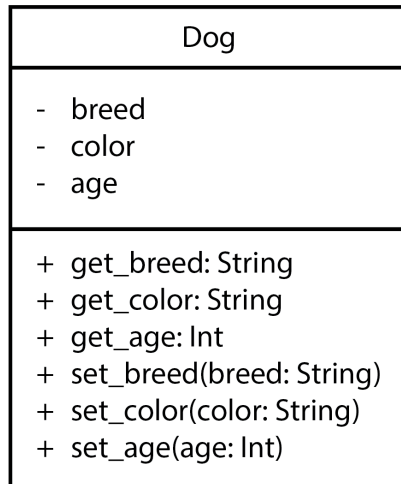 Dog
- breed
- color
- age
+ get_breed: String
+ get_color: String
+ get_age: Int
+ set_breed(breed: String)
+ set_color(color: String)
+ set_age(age: Int)